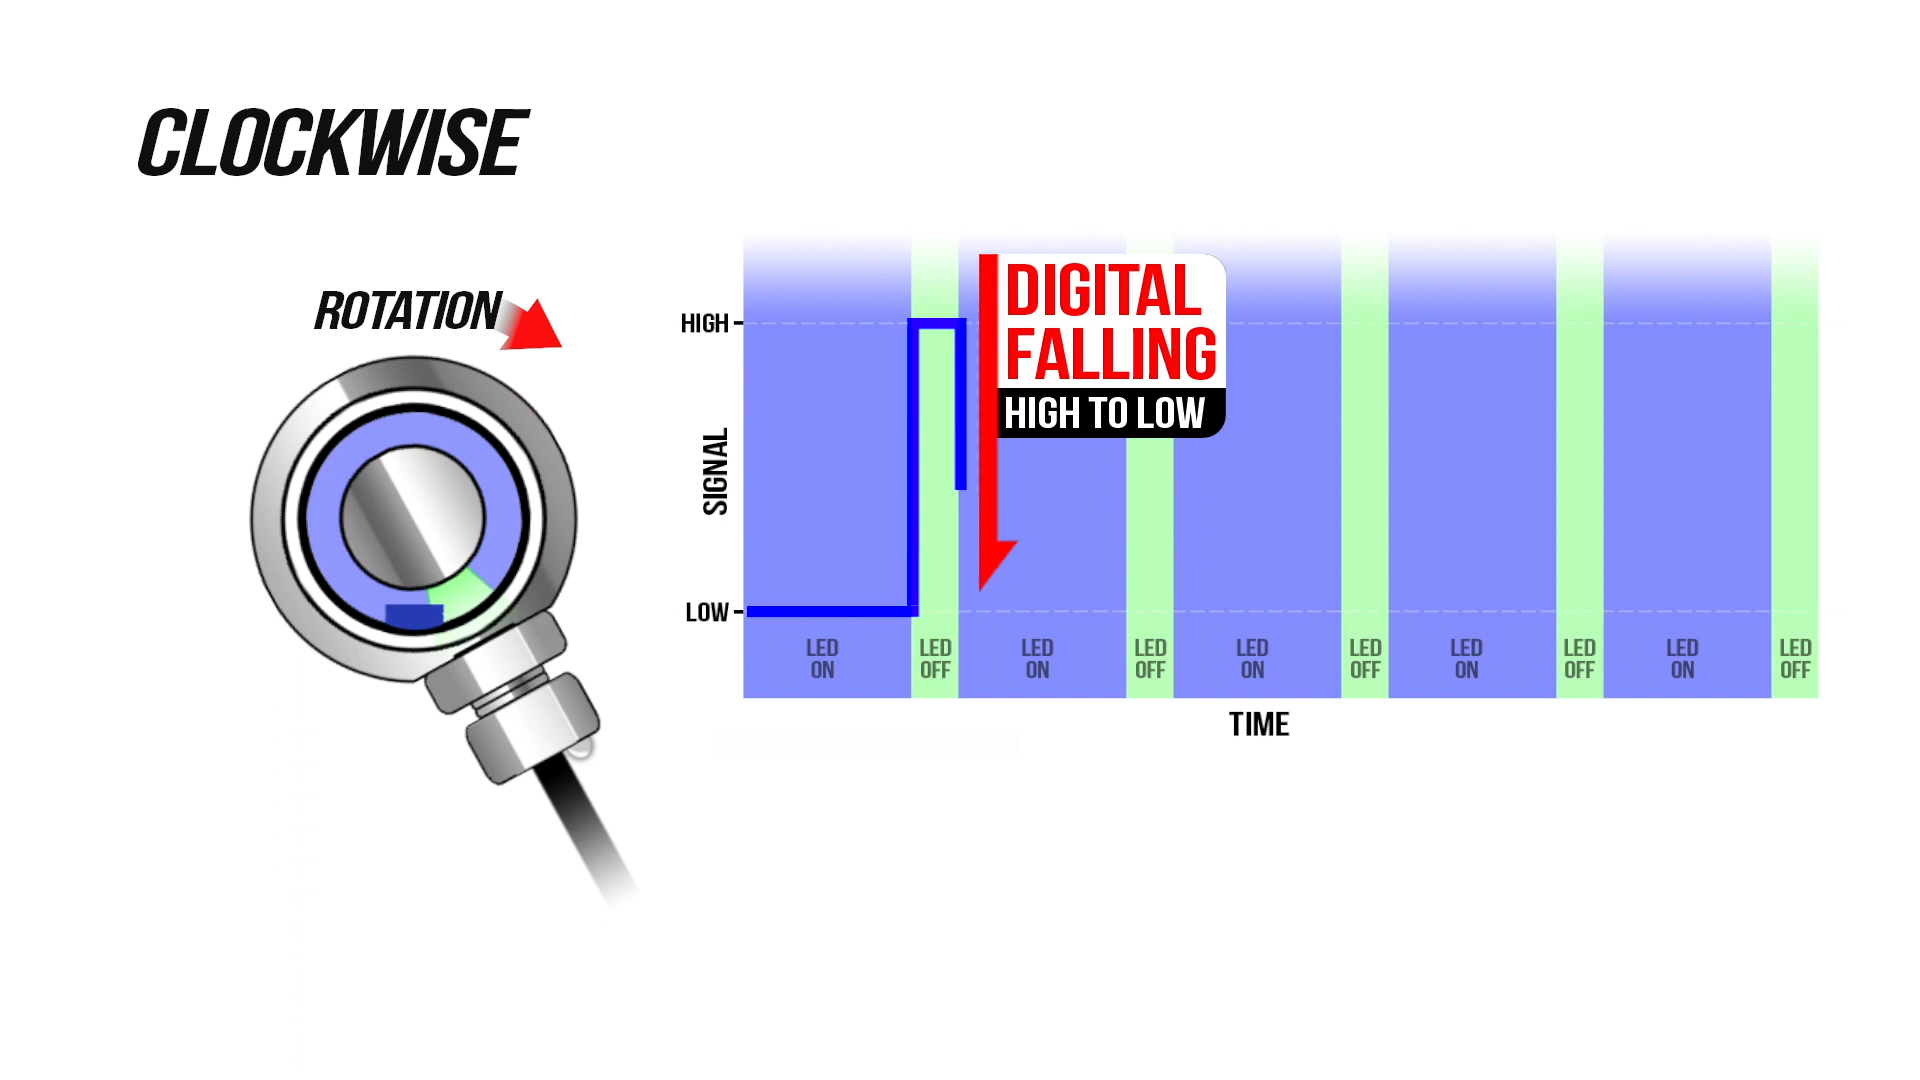 CLOCKWISE
ROTATION
DIGITAL
FALLING
HIGH TO LOW
HIGH
SIGNAL
LOW
LED ON
LED OFF
LED ON
LED OFF
LED ON
LED OFF
LED ON
LED OFF
LED ON
LED OFF
TIME